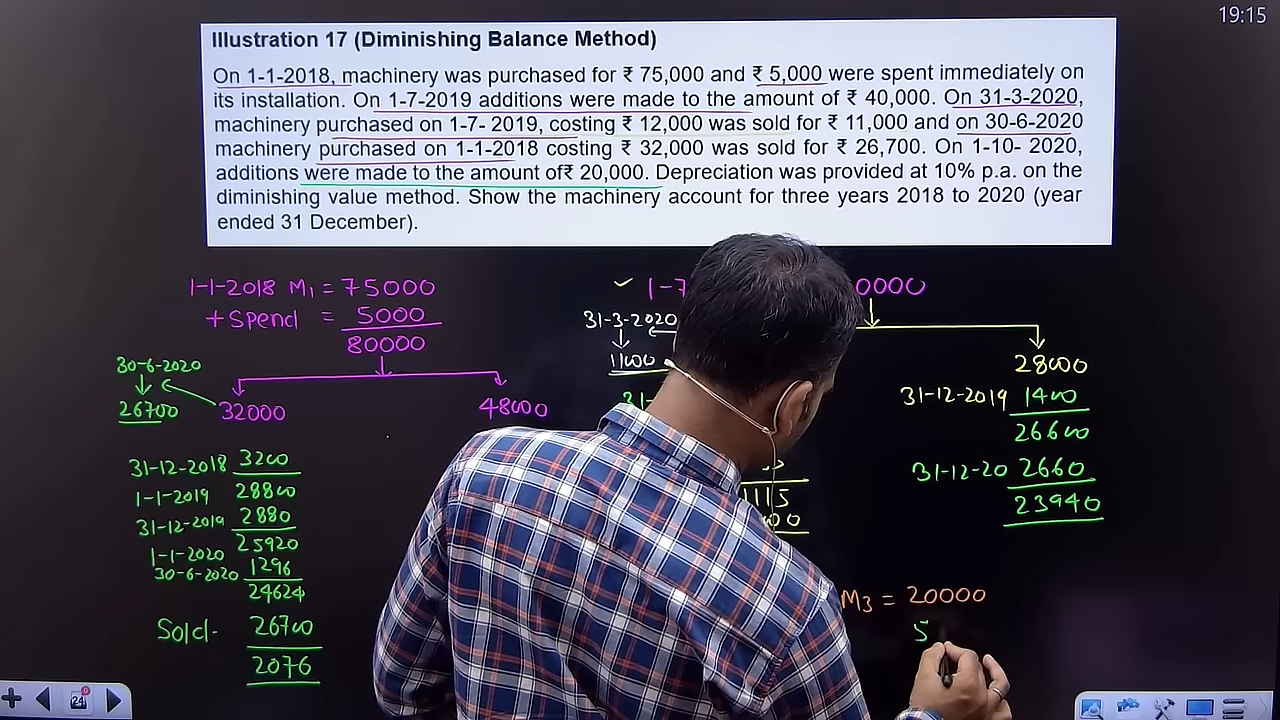 19:15
Illustration 17 (Diminishing Balance Method)
On 1-1-2018, machinery was purchased for ₹ 75,000 and ₹ 5,000 were spent immediately on
its installation. On 1-7-2019 additions were made to the amount of ₹ 40,000. On 31-3-2020,
machinery purchased on 1-7- 2019, costing ₹ 12,000 was sold for ₹ 11,000 and on 30-6-2020
machinery purchased on 1-1-2018 costing ₹ 32,000 was sold for ₹ 26,700. On 1-10- 2020,
additions were made to the amount of₹ 20,000. Depreciation was provided at 10% p.a. on the
diminishing value method. Show the machinery account for three years 2018 to 2020 (year
ended 31 December).
1-1-2018 M₁ = 75000
+Spend = 5000
80000
30-6-2020
26700
32000
48000
31-12-2018 3200
1-1-2019 28800
31-12-2019 2880
1-1-2020 25920
30-6-2020 1296
24624
Sold- 26700
2076
1-7
0000
31-3-2020
11000
31-
115
00
28000
31-12-2019 1400
26600
31-12-20 2660
23940
M3 = 20000
5
24